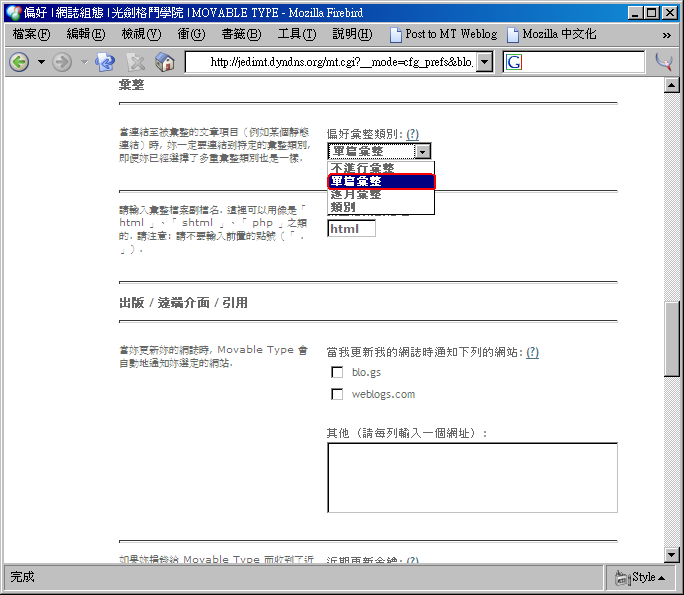 偏好 | 網誌組態 | 光劍格鬥學院 | MOVABLE TYPE - Mozilla Firebird
檔案(F) 編輯(E) 檢視(V) 衝(G) 書籤(B) 工具(T) 說明(H) Post to MT Weblog Mozilla 中文化 »
http://jedimt.dyndns.org/mt.cgi?__mode=cfg_prefs&blo
G
彙整
當連結至被彙整的文章項目（例如某個靜態
連結）時, 妳一定要連結到特定的彙整類別,
即便妳已經選擇了多重彙整類別也是一樣.
偏好彙整類別: (?)
單篇彙整
不進行彙整
單篇彙整
逐月彙整
類別
請輸入彙整檔案副檔名. 這裡可以用像是「
html 」、「 shtml 」、「 php 」之類
的. 請注意: 請不要輸入前置的點號（「 .
」）.
html
出版 / 遠端介面 / 引用
當妳更新妳的網誌時, Movable Type 會
自動地通知妳選定的網站.
當我更新我的網誌時通知下列的網站: (?)
blo.gs
weblogs.com
其他（請每列輸入一個網址）:
如果妳捐錢給 Movable Type 而收到了近
近期更新金鑰: (?)
完成
Style